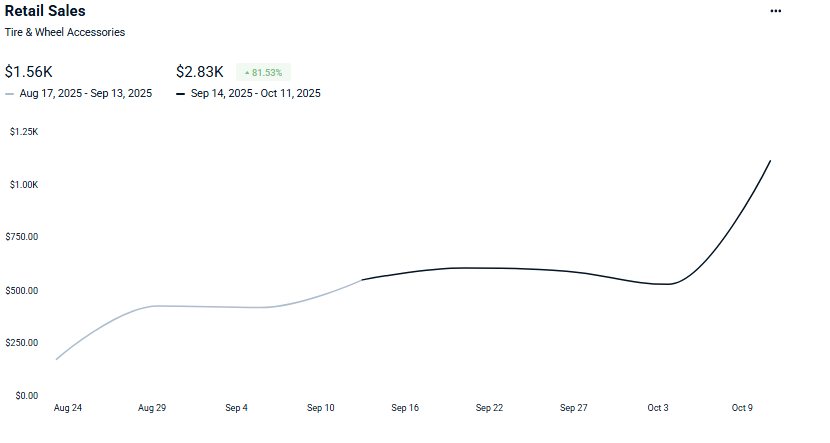 Retail Sales
Tire & Wheel Accessories
$1.56K $2.83K 81.53%
Aug 17, 2025 - Sep 13, 2025 Sep 14, 2025 - Oct 11, 2025
$1.25K
$1.00K
$750.00
$500.00
$250.00
$0.00
Aug 24 Aug 29 Sep 4 Sep 10 Sep 16 Sep 22 Sep 27 Oct 3 Oct 9